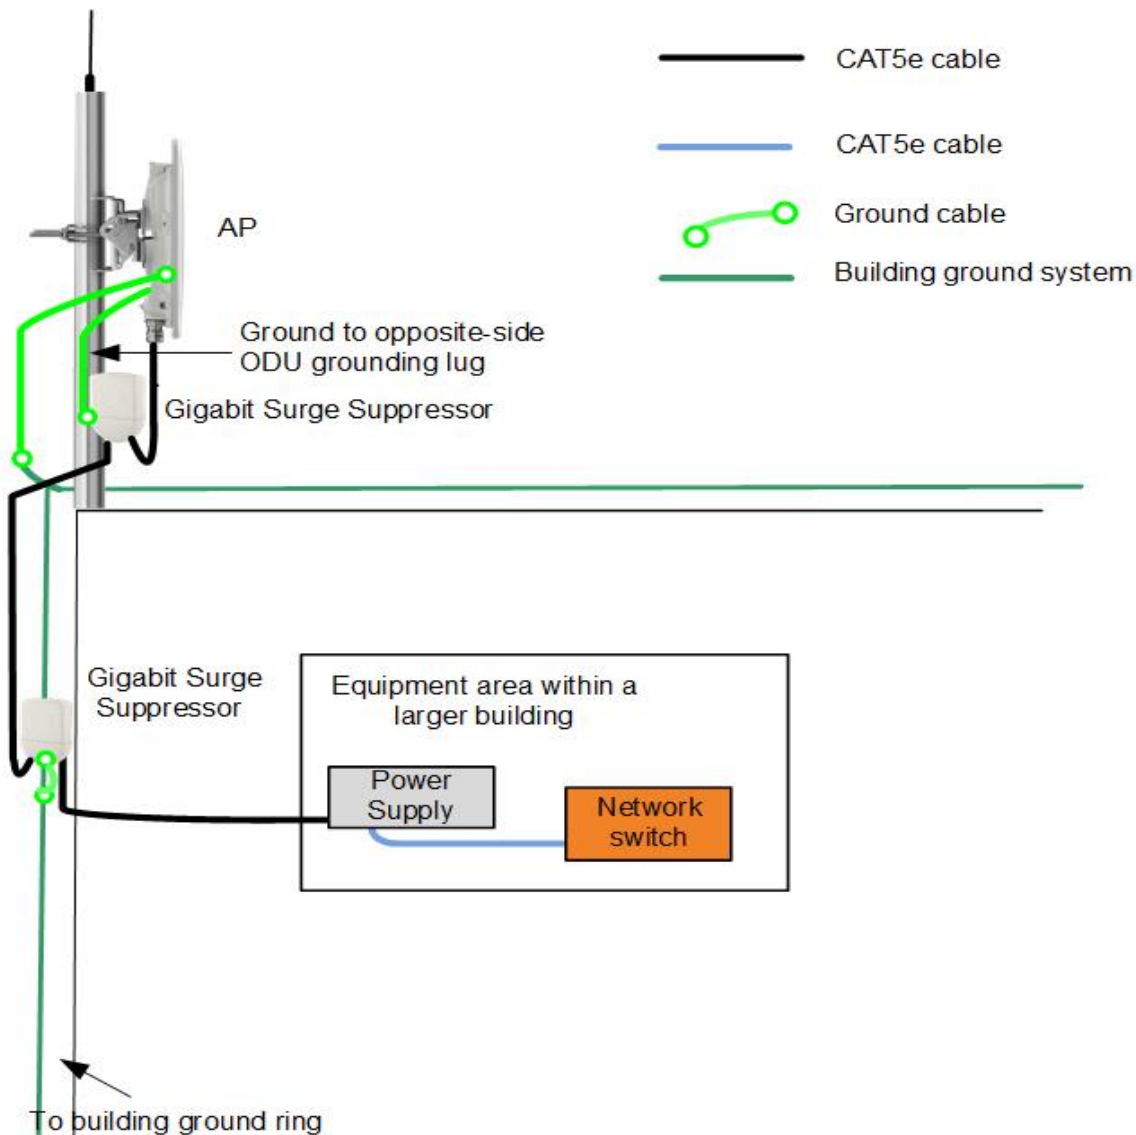 CAT5e cable
CAT5e cable
AP
Ground cable
Building ground system
Ground to opposite-side
ODU grounding lug
Gigabit Surge Suppressor
Gigabit Surge
Suppressor
Equipment area within a
larger building
Power
Supply
Network
switch
To building ground ring